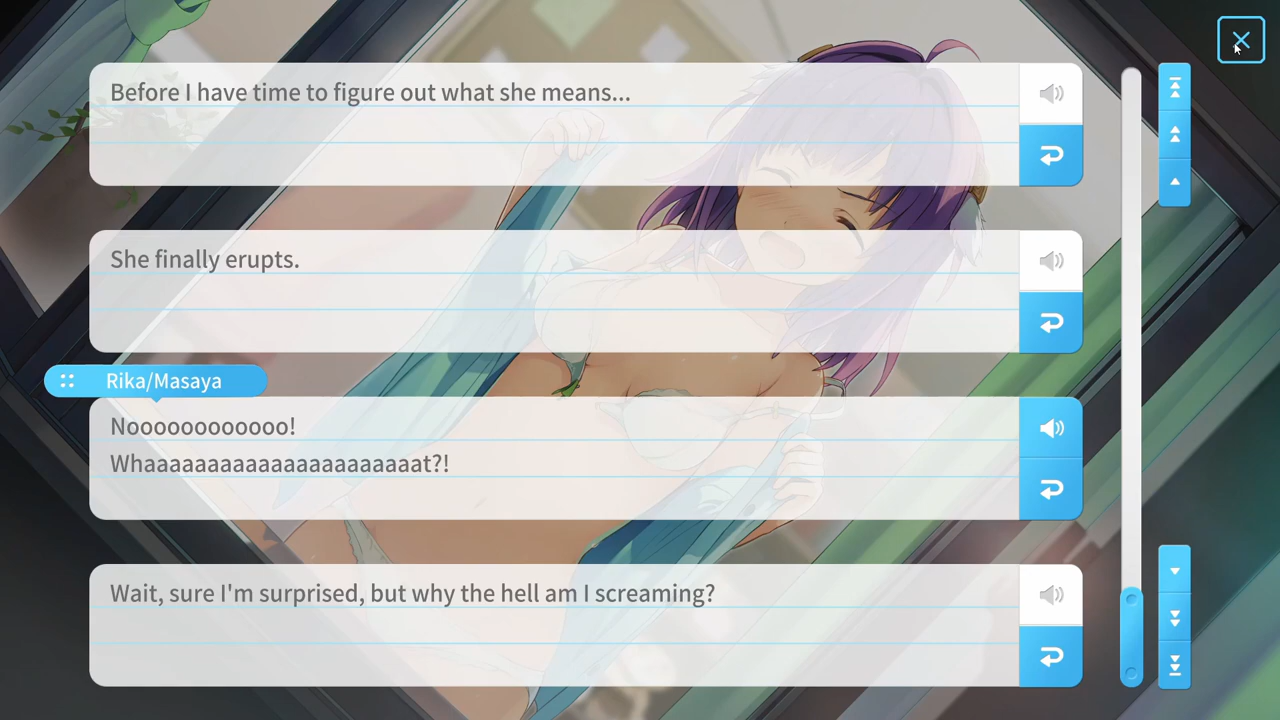 Before I have time to figure out what she means...
She finally erupts.
Rika/Masaya
Noooooooooooo!
Whaaaaaaaaaaaaaaaaaaaaaat?!
Wait, sure I'm surprised, but why the hell am I screaming?